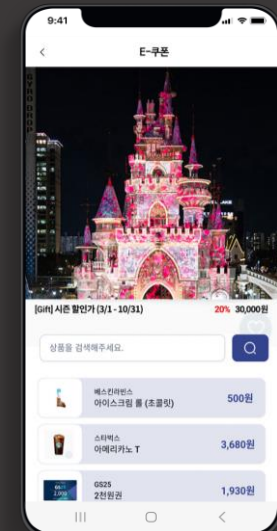 9:41
E-쿠폰
GYRO DROP
[Gift] 시즌 할인가 (3/1 - 10/31)
20% 30,000원
상품을 검색해주세요.
베스킨라빈스
아이스크림 롤 (초콜릿)
500원
스타벅스
아메리카노 T
3,680원
GS25
2천원권
1,930원